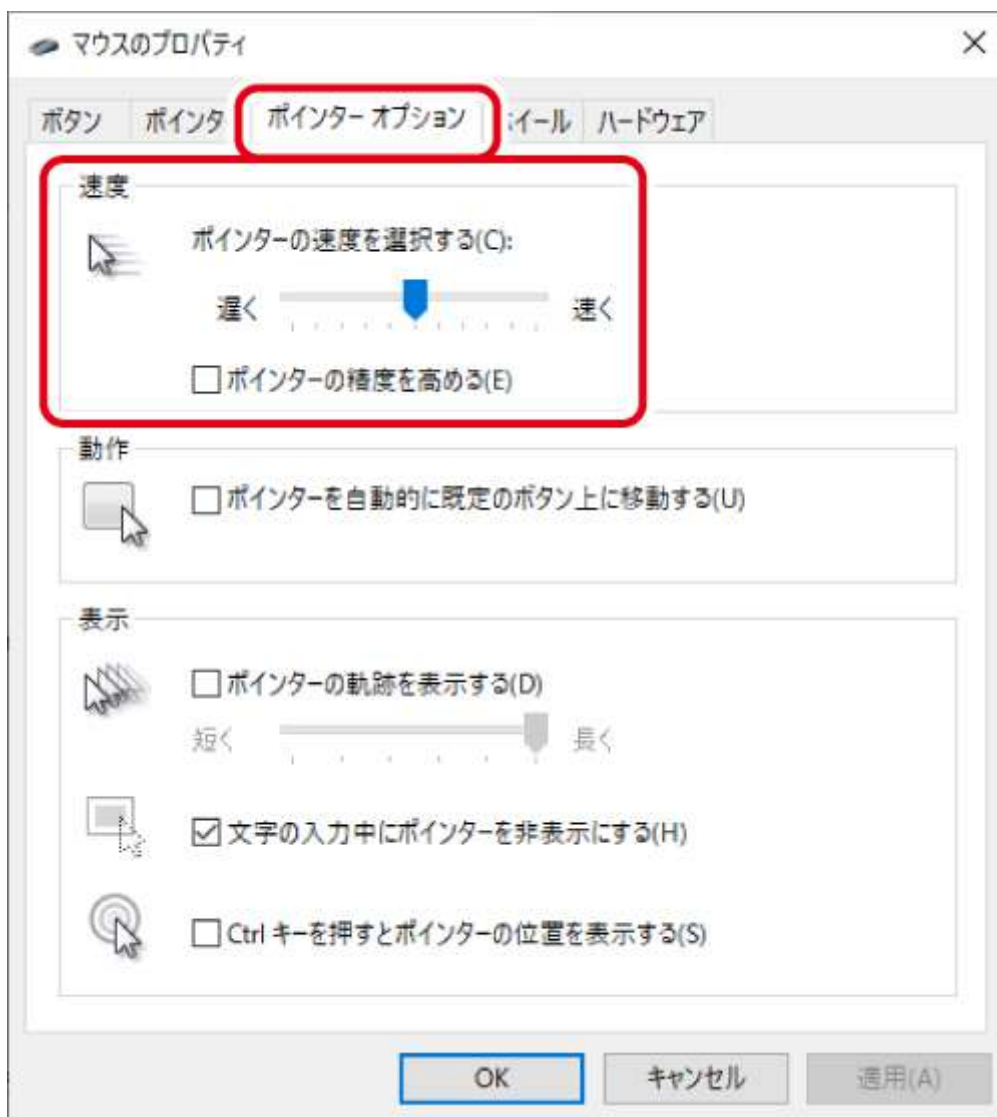 マウスのプロパティ
ボタン ポインタ ポインター オプション イール ハードウェア
速度
ポインターの速度を選択する(C):
遅く 速く
ポインターの精度を高める(E)
動作
ポインターを自動的に既定のボタン上に移動する(U)
表示
ポインターの軌跡を表示する(D)
短く 長く
文字の入力中にポインターを非表示にする(H)
Ctrl キーを押すとポインターの位置を表示する(S)
OK キャンセル 適用(A)